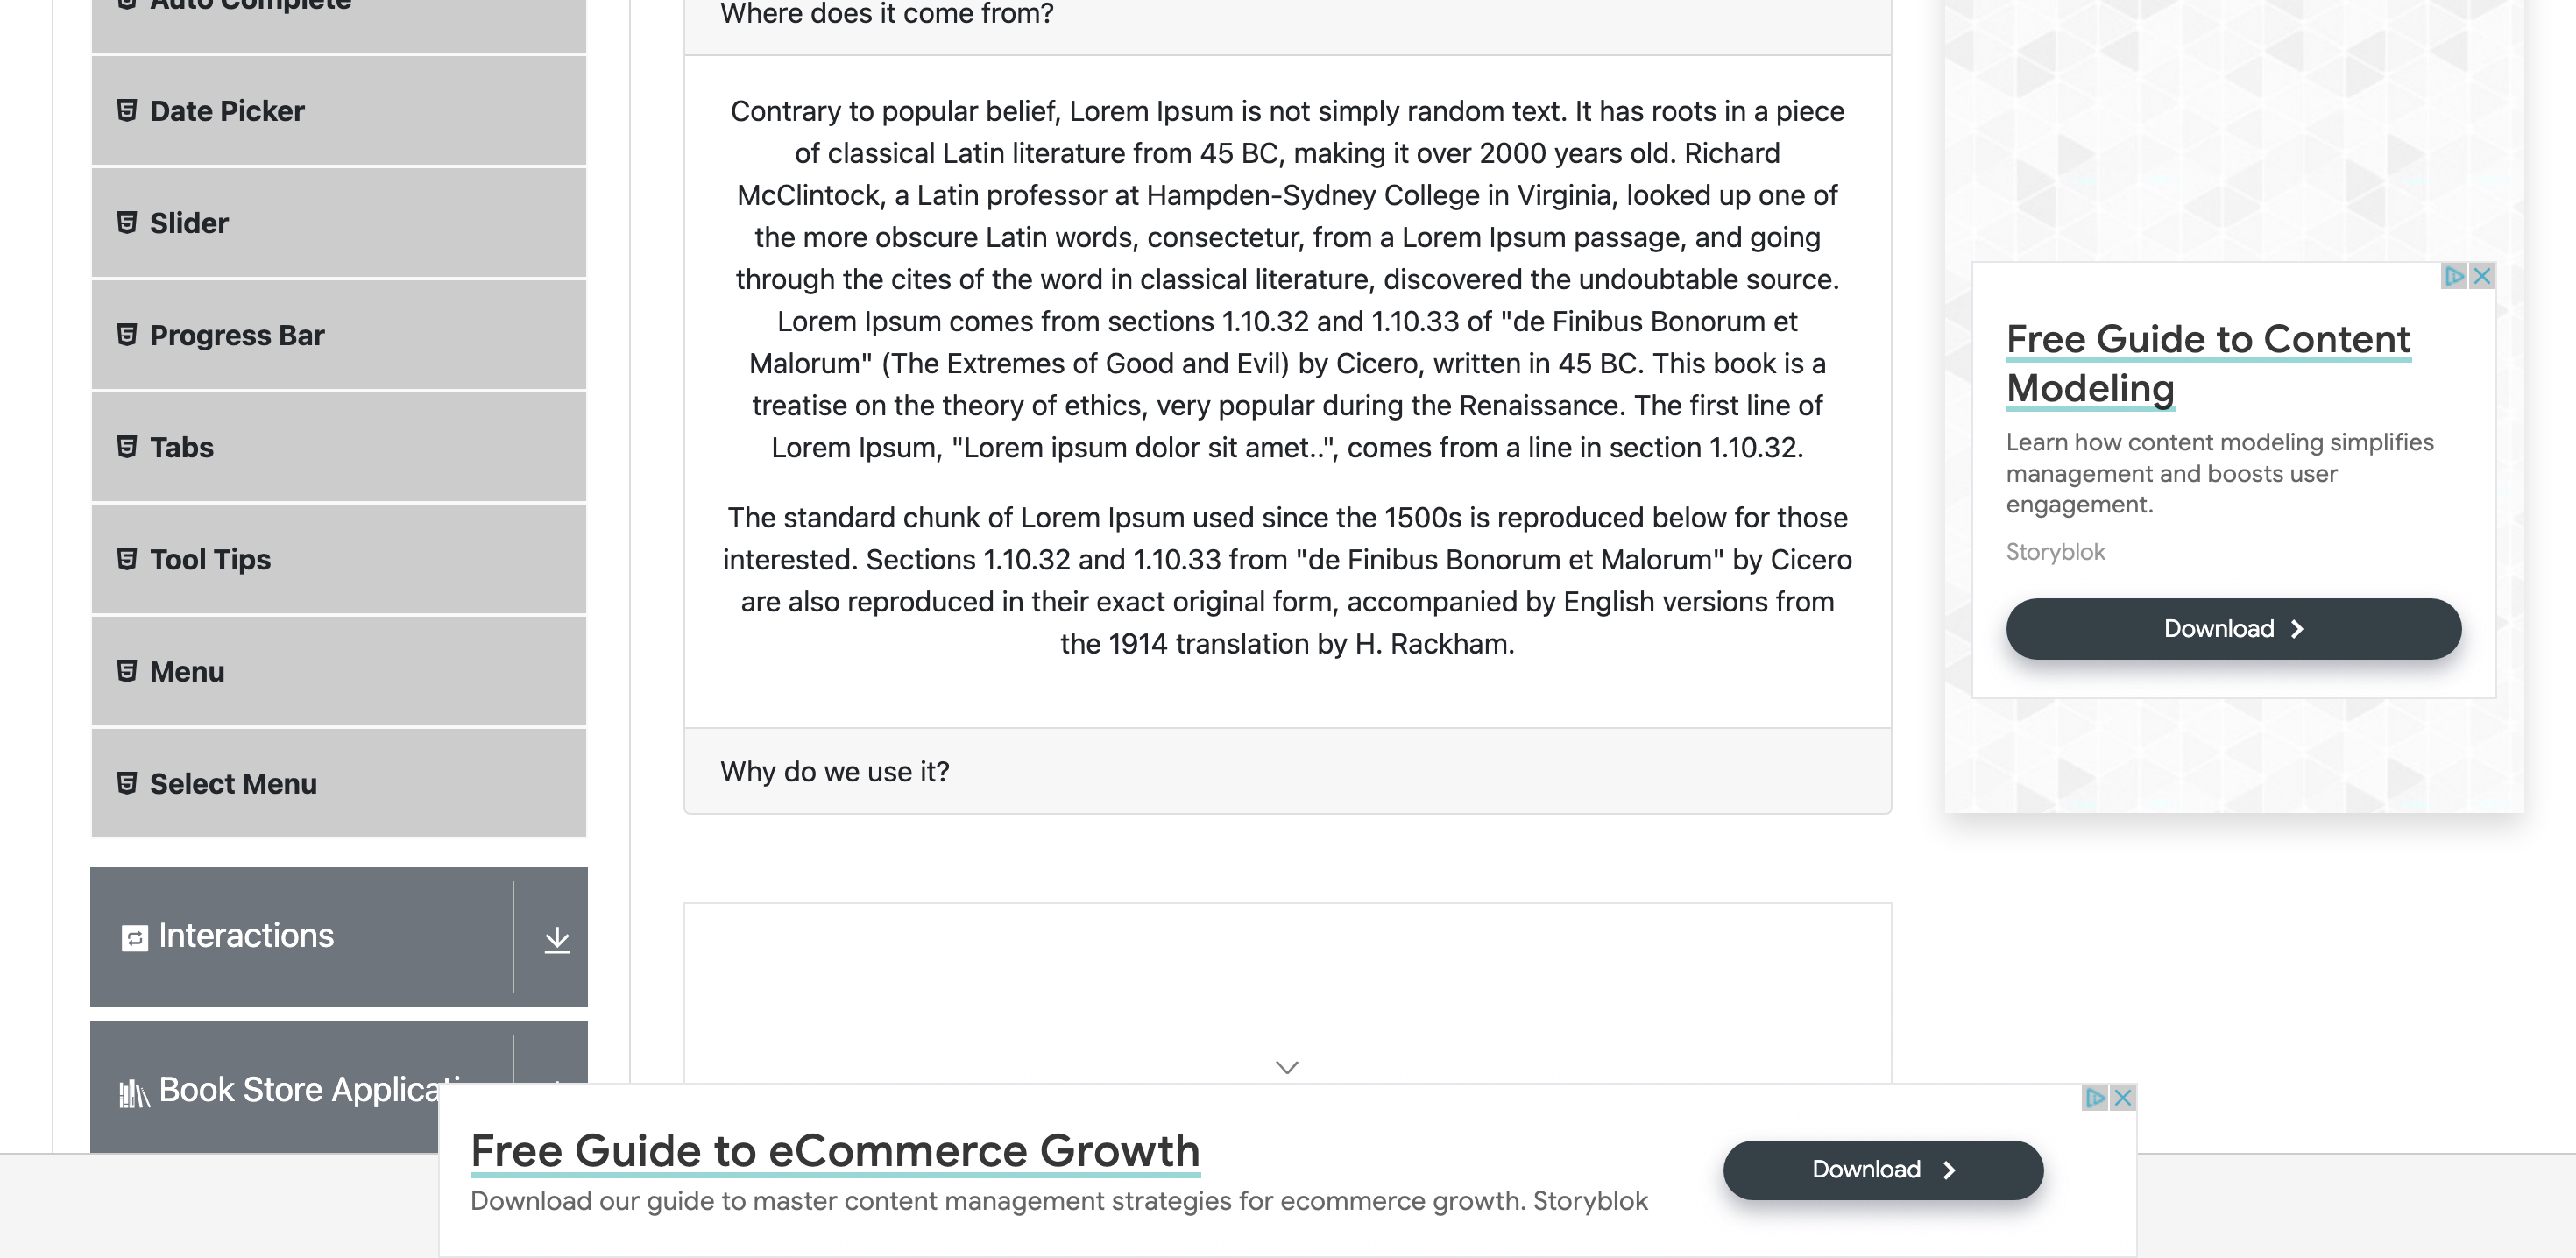 Auto Complete
Date Picker
Slider
Progress Bar
Tabs
Tool Tips
Menu
Select Menu
Interactions
Book Store
Where does it come from?
Contrary to popular belief, Lorem Ipsum is not simply random text. It has roots in a piece
of classical Latin literature from 45 BC, making it over 2000 years old. Richard
McClintock, a Latin professor at Hampden-Sydney College in Virginia, looked up one of
the more obscure Latin words, consectetur, from a Lorem Ipsum passage, and going
through the cites of the word in classical literature, discovered the undoubtable source.
Lorem Ipsum comes from sections 1.10.32 and 1.10.33 of "de Finibus Bonorum et
Malorum" (The Extremes of Good and Evil) by Cicero, written in 45 BC. This book is a
treatise on the theory of ethics, very popular during the Renaissance. The first line of
Lorem Ipsum, "Lorem ipsum dolor sit amet..", comes from a line in section 1.10.32.
The standard chunk of Lorem Ipsum used since the 1500s is reproduced below for those
interested. Sections 1.10.32 and 1.10.33 from "de Finibus Bonorum et Malorum" by Cicero
are also reproduced in their exact original form, accompanied by English versions from
the 1914 translation by H. Rackham.
Why do we use it?
Free Guide to Content
Modeling
Learn how content modeling simplifies
management and boosts user
engagement.
Storyblok
Download
Free Guide to eCommerce Growth
Download our guide to master content management strategies for ecommerce growth. Storyblok
Download